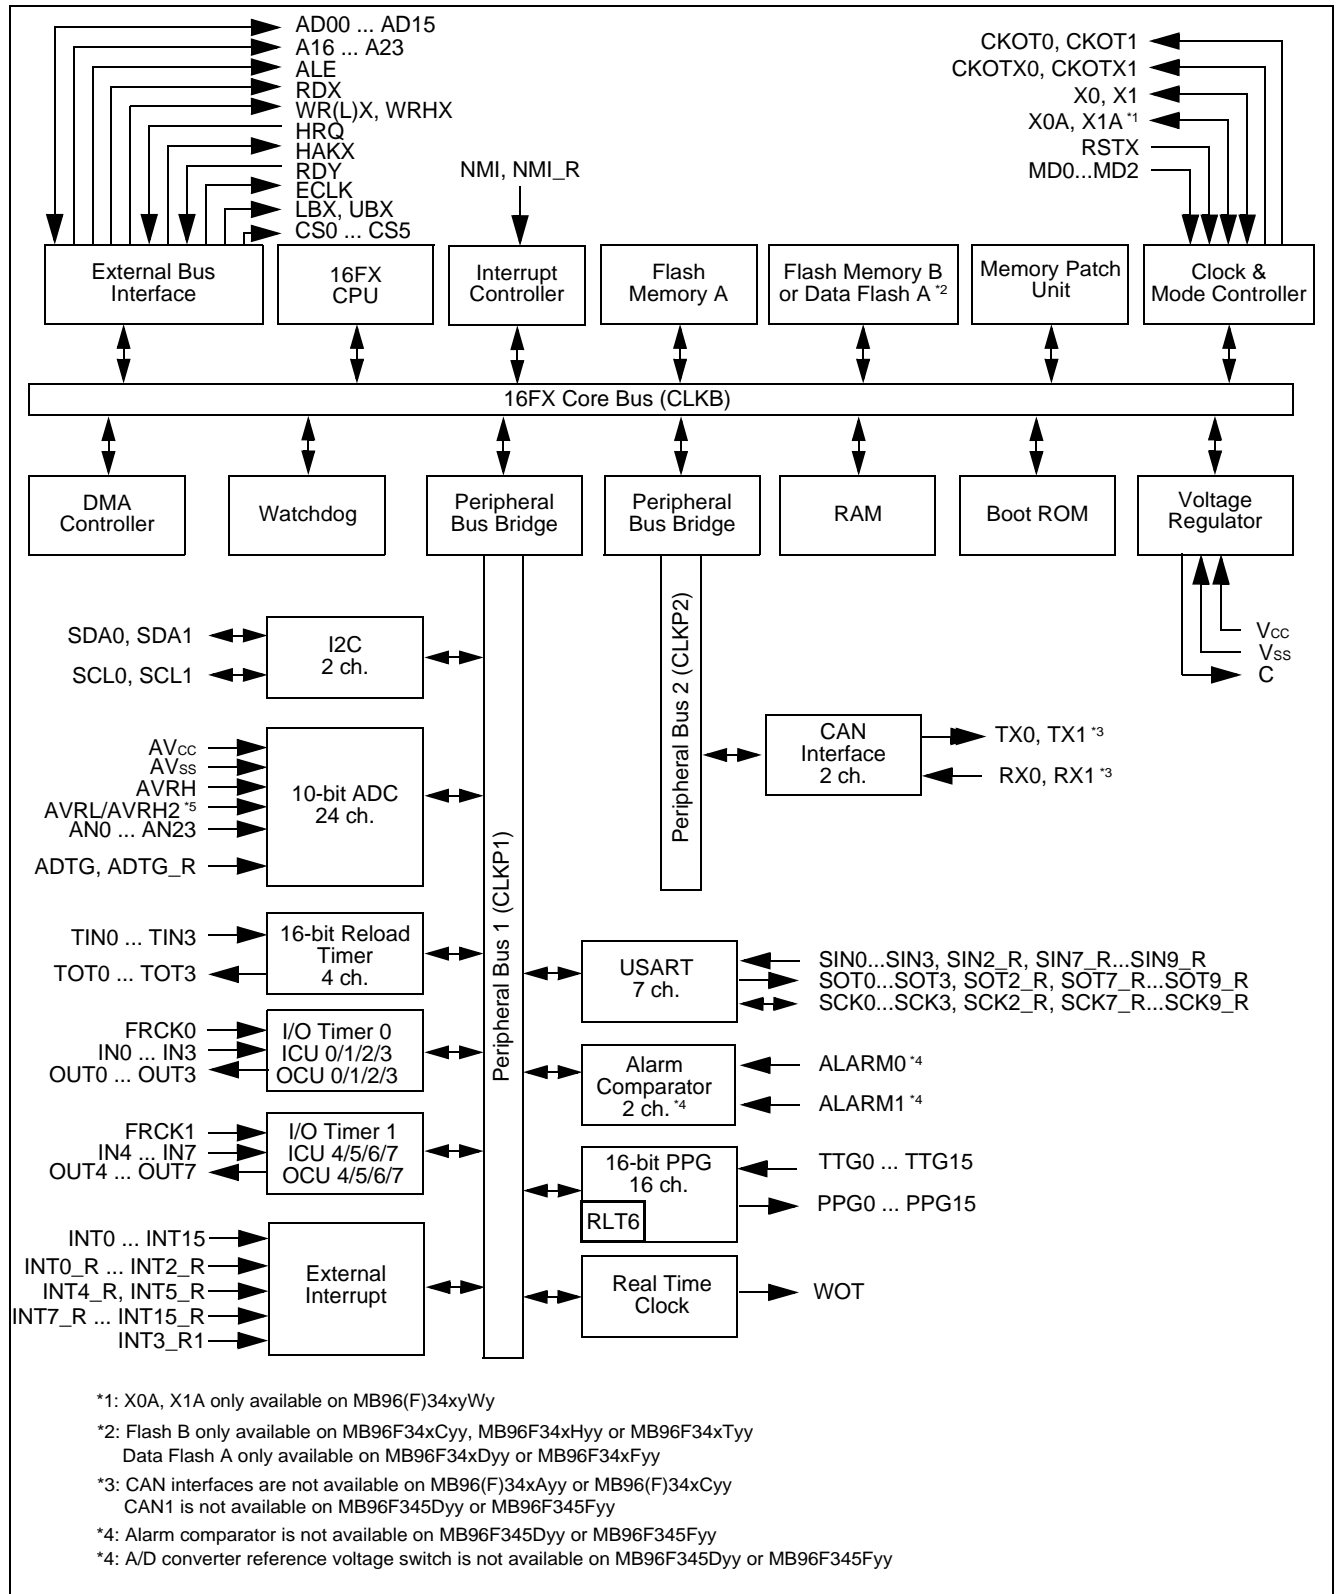 AD00 ... AD15
A16 ... A23
ALE
RDX
WR(L)X, WRHX
HRQ
HAKX
RDY
ECLK
LBX, UBX
CS0 ... CS5
NMI, NMI_R
CKOT0, CKOT1
CKOTX0, CKOTX1
X0, X1
X0A, X1A *1
RSTX
MD0...MD2
External Bus
Interface
16FX
CPU
Interrupt
Controller
Flash
Memory A
Flash Memory B
or Data Flash A *2
Memory Patch
Unit
Clock &
Mode Controller
16FX Core Bus (CLKB)
DMA
Controller
Watchdog
Peripheral
Bus Bridge
Peripheral
Bus Bridge
RAM
Boot ROM
Voltage
Regulator
VCC
VSS
C
Peripheral Bus 1 (CLKP1)
Peripheral Bus 2 (CLKP2)
SDA0, SDA1
SCL0, SCL1
I2C
2 ch.
AVCC
AVSS
AVRH
AVRL/AVRH2 *5
AN0 ... AN23
ADTG, ADTG_R
10-bit ADC
24 ch.
TIN0 ... TIN3
TOT0 ... TOT3
16-bit Reload
Timer
4 ch.
FRCK0
IN0 ... IN3
OUT0 ... OUT3
I/O Timer 0
ICU 0/1/2/3
OCU 0/1/2/3
FRCK1
IN4 ... IN7
OUT4 ... OUT7
I/O Timer 1
ICU 4/5/6/7
OCU 4/5/6/7
INT0 ... INT15
INT0_R ... INT2_R
INT4_R, INT5_R
INT7_R ... INT15_R
INT3_R1
External
Interrupt
CAN
Interface
2 ch.
TX0, TX1 *3
RX0, RX1 *3
USART
7 ch.
SIN0...SIN3, SIN2_R, SIN7_R...SIN9_R
SOT0...SOT3, SOT2_R, SOT7_R...SOT9_R
SCK0...SCK3, SCK2_R, SCK7_R...SCK9_R
Alarm
Comparator
2 ch. *4
ALARM0 *4
ALARM1 *4
16-bit PPG
16 ch.
RLT6
TTG0 ... TTG15
PPG0 ... PPG15
Real Time
Clock
WOT
*1: X0A, X1A only available on MB96(F)34xyWy
*2: Flash B only available on MB96F34xCyy, MB96F34xHyy or MB96F34xTyy
Data Flash A only available on MB96F34xDyy or MB96F34xFyy
*3: CAN interfaces are not available on MB96(F)34xAyy or MB96(F)34xCyy
CAN1 is not available on MB96F345Dyy or MB96F345Fyy
*4: Alarm comparator is not available on MB96F345Dyy or MB96F345Fyy
*4: A/D converter reference voltage switch is not available on MB96F345Dyy or MB96F345Fyy